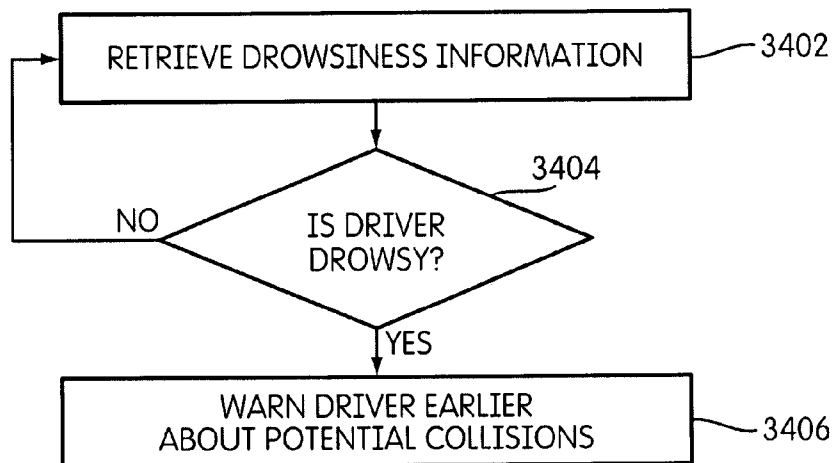 RETRIEVE DROWSINESS INFORMATION
3402
3404
IS DRIVER
DROWSY?
NO
YES
WARN DRIVER EARLIER
ABOUT POTENTIAL COLLISIONS
3406